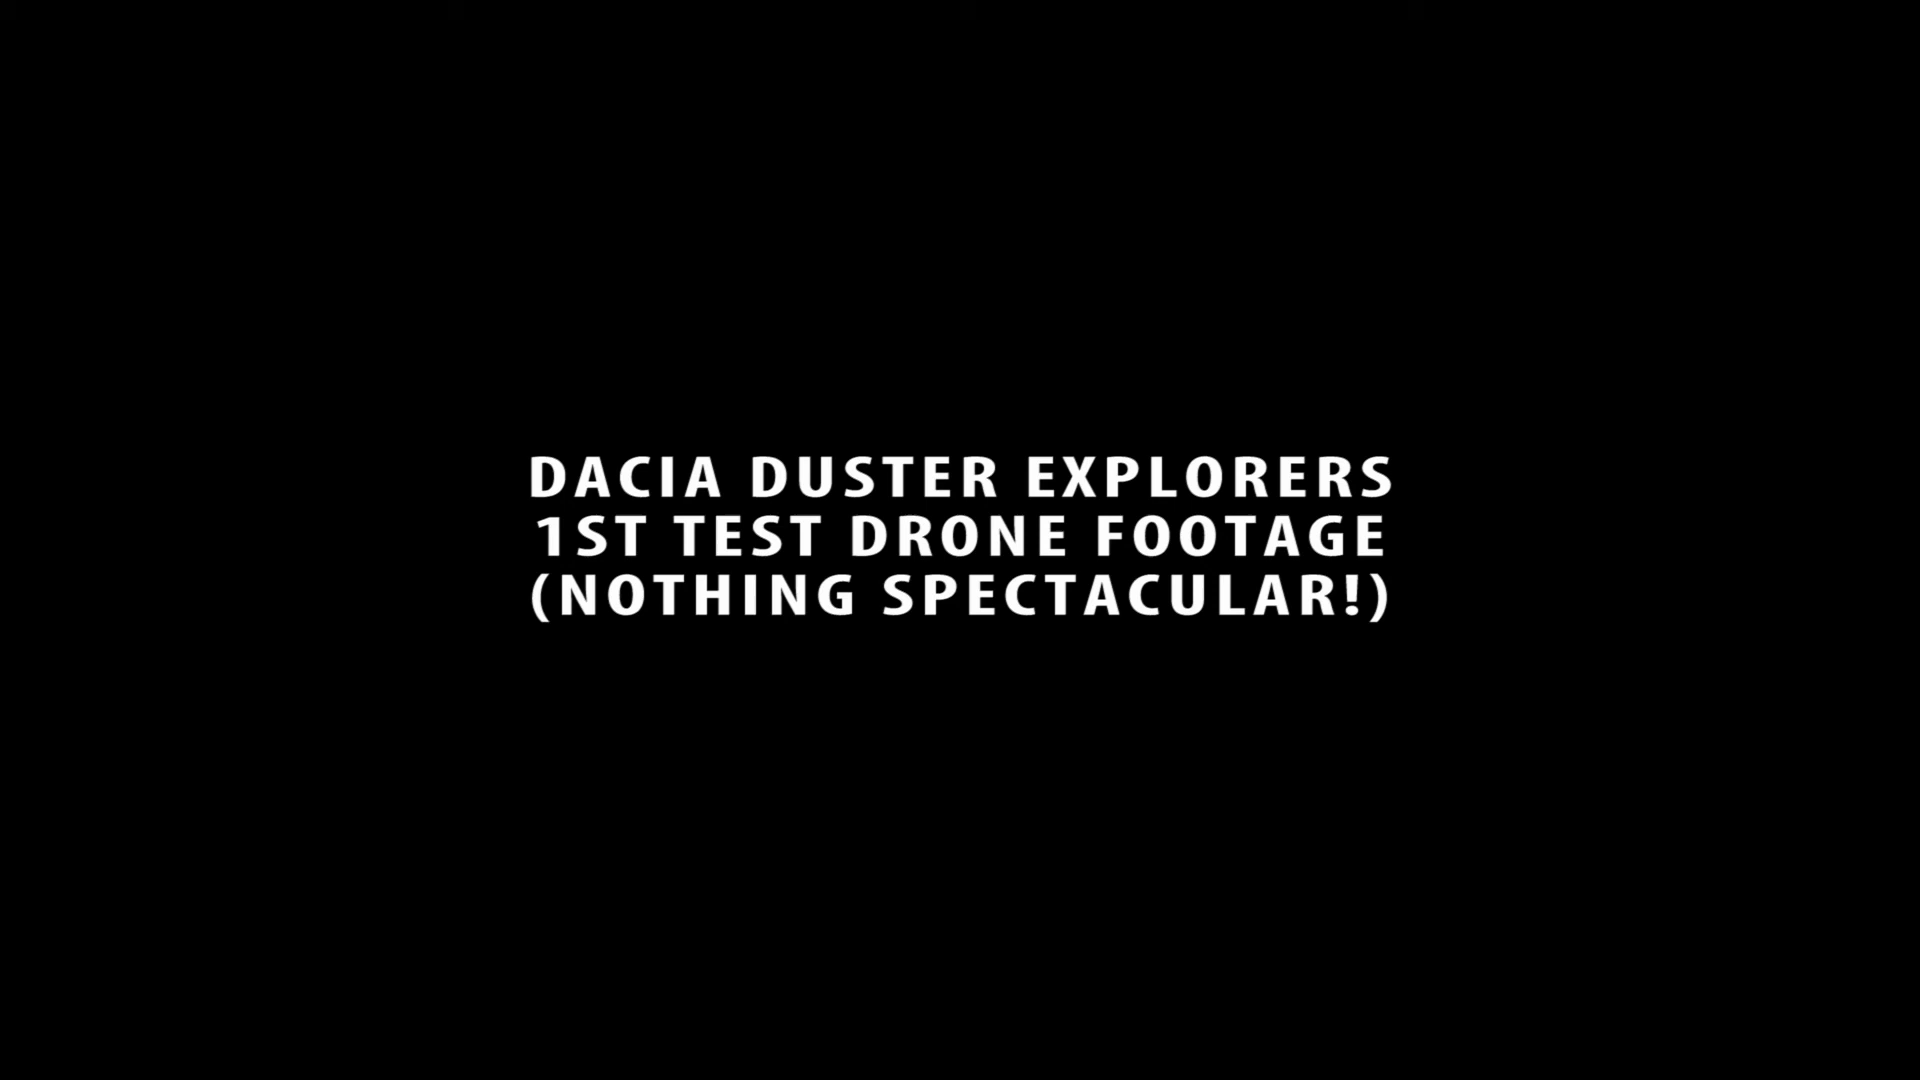 DACIA DUSTER EXPLORERS
1ST TEST DRONE FOOTAGE
(NOTHING SPECTACULAR!)